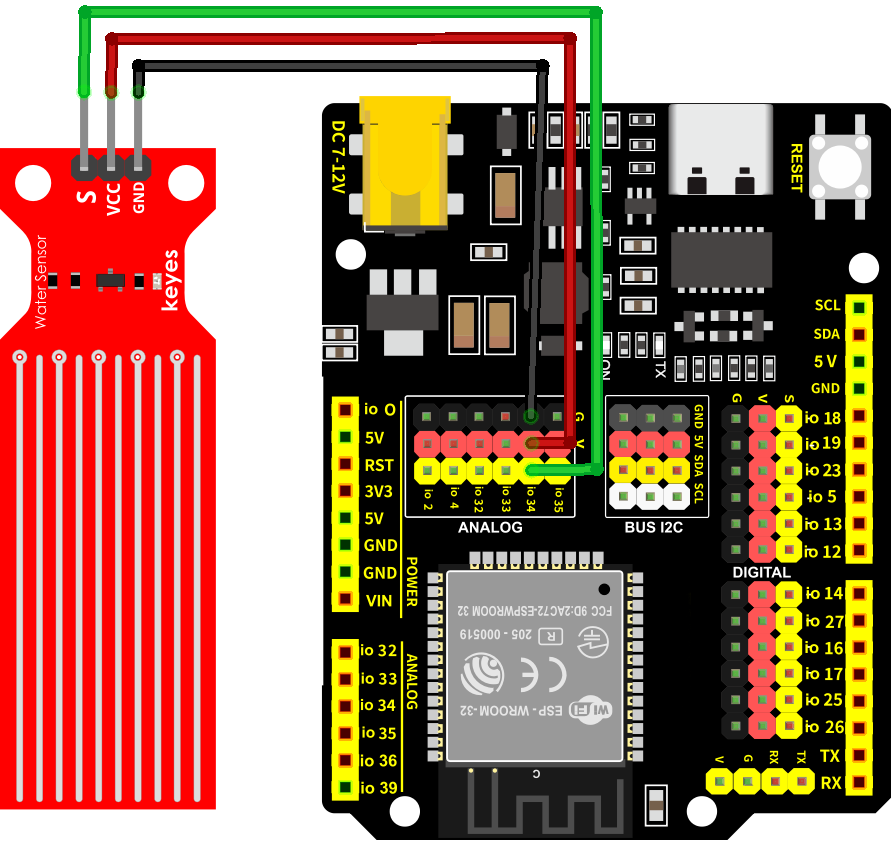 S
VCC
GND
Water Sensor
keyes
DC 7-12V
RESET
ON
TX
SCL
SDA
5 V
GND
G
V
S
io 18
io 19
io 23
io 5
io 13
io 12
DIGITAL
io 14
io 27
io 16
io 17
io 25
io 26
TX
RX
V
G
RX
TX
io 0
5V
RST
3V3
5V
GND
GND
VIN
POWER
io 32
io 33
io 34
io 35
io 36
io 39
ANALOG
G
V
io 2
io 4
io 32
io 33
io 34
io 35
ANALOG
GND
5V
SDA
SCL
BUS I2C
FCC 9D:2AC72-ESPWROOM 32
205 - 000519
R
CE
WiFi
ESP - WROOM-32
C